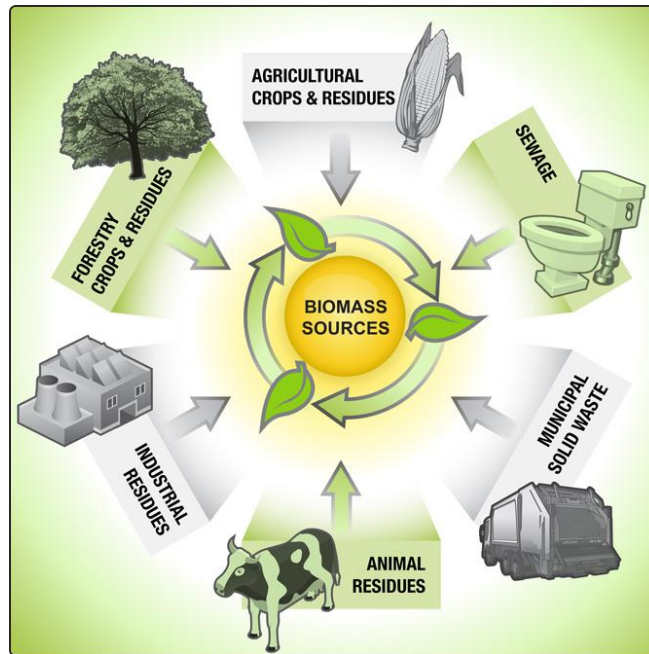 AGRICULTURAL
CROPS & RESIDUES
SEWAGE
FORESTRY
CROPS & RESIDUES
BIOMASS
SOURCES
MUNICIPAL
SOLID WASTE
INDUSTRIAL
RESIDUES
ANIMAL
RESIDUES